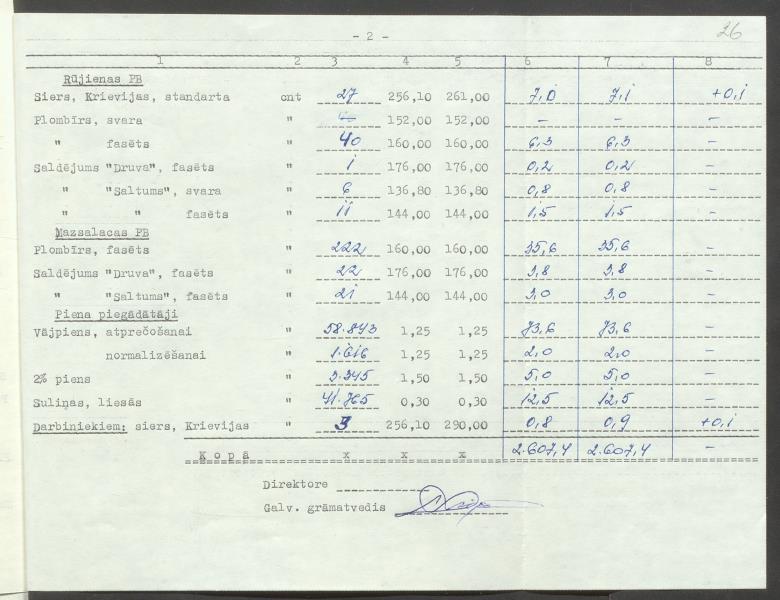 26
- 2 -
1 2 3 4 5 6 7 8
Rūjienas PB
Siers, Krievijas, standarta cnt 27 256,10 261,00 7,0 7,1 +0,1
Plombīrs, svara " 152,00 152,00 - - -
" fasēts " 40 160,00 160,00 6,3 6,3 -
Saldējums "Druva", fasēts " 1 176,00 176,00 0,2 0,2 -
" "Saltums", svara " 6 136,80 136,80 0,8 0,8 -
" " fasēts " 11 144,00 144,00 1,5 1,5 -
Mazsalacas PB
Plombīrs, fasēts " 222 160,00 160,00 35,6 35,6 -
Saldējums "Druva", fasēts " 22 176,00 176,00 3,8 3,8 -
" "Saltums", fasēts " 21 144,00 144,00 3,0 3,0 -
Piena piegādātāji
Vājpiens, atprečošanai " 58.843 1,25 1,25 73,6 73,6 -
normalizēšanai " 1.616 1,25 1,25 2,0 2,0 -
2% piens " 3.345 1,50 1,50 5,0 5,0 -
Suliņas, liesās " 41.765 0,30 0,30 12,5 12,5 -
Darbiniekiem: siers, Krievijas " 3 256,10 290,00 0,8 0,9 +0,1
Kopā x x x 2.607,4 2.607,4 -
Direktore
Galv. grāmatvedis